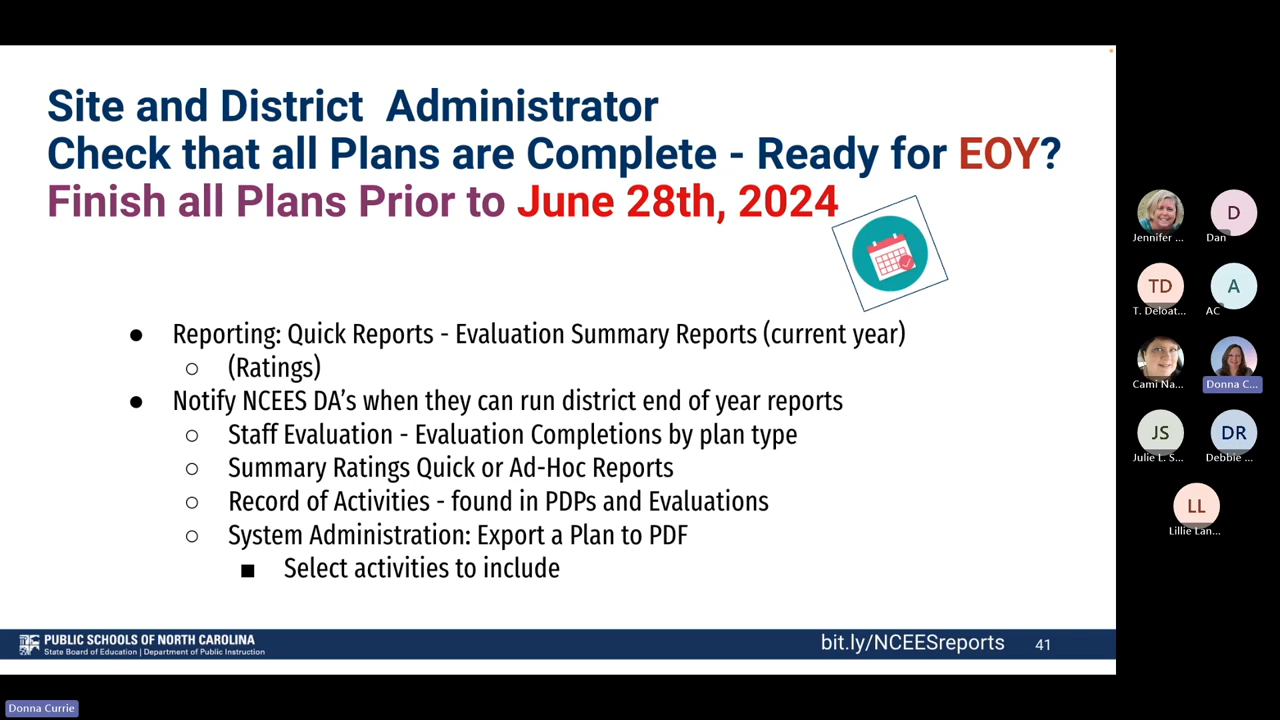 Site and District Administrator
Check that all Plans are Complete - Ready for EOY?
Finish all Plans Prior to June 28th, 2024
● Reporting: Quick Reports - Evaluation Summary Reports (current year)
○ (Ratings)
● Notify NCEES DA's when they can run district end of year reports
○ Staff Evaluation - Evaluation Completions by plan type
○ Summary Ratings Quick or Ad-Hoc Reports
○ Record of Activities - found in PDPs and Evaluations
○ System Administration: Export a Plan to PDF
■ Select activities to include
PUBLIC SCHOOLS OF NORTH CAROLINA
State Board of Education | Department of Public Instruction
bit.ly/NCEESreports 41
Jennifer ...
D
Dan
TD
T. Deloat...
A
AC
Cami Na...
Donna C...
JS
Julie L. S...
DR
Debbie ...
LL
Lillie Lan...
Donna Currie